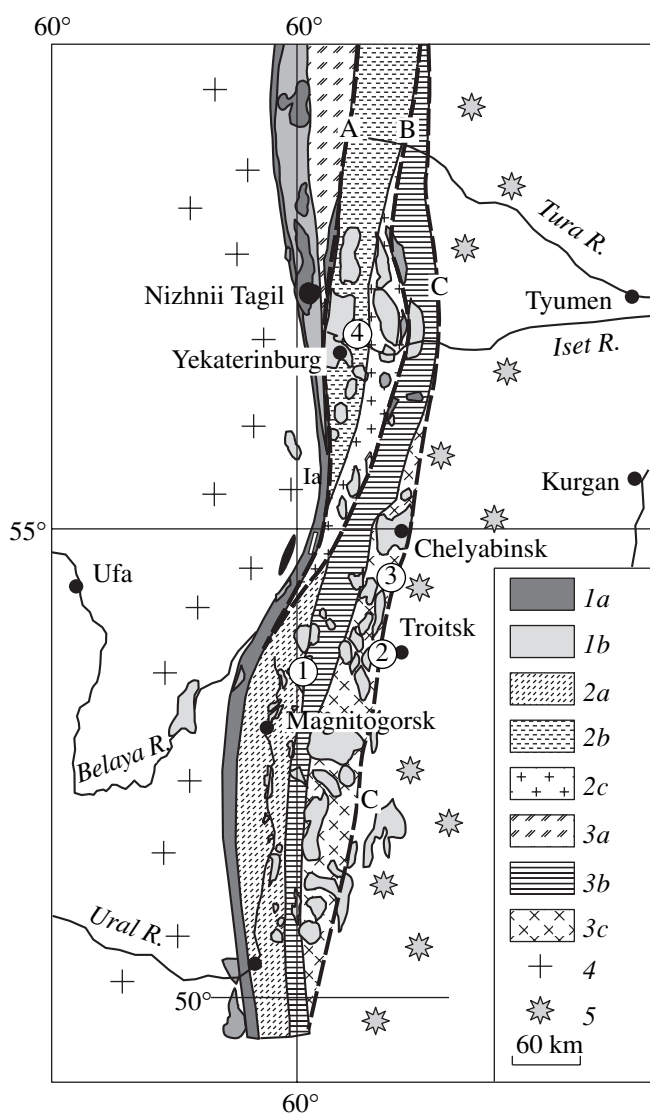 60°
60°
A
B
Tura R.
C
Nizhnii Tagil
Tyumen
4
Iset R.
Yekaterinburg
Ia
Kurgan
55°
Chelyabinsk
Ufa
3
1a
1b
Troitsk
2
1
2a
Magnitogorsk
2b
Belaya R.
2c
C
3a
3b
Ural R.
3c
4
50°
5
60 km
60°